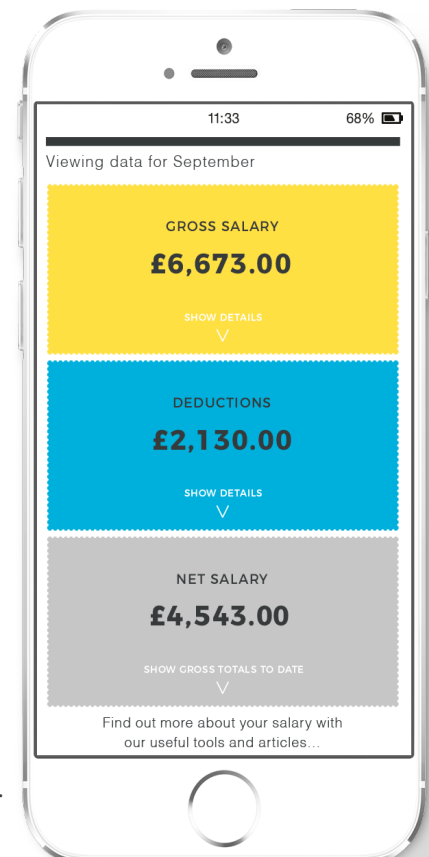 11:33 68%
Viewing data for September
GROSS SALARY
£6,673.00
SHOW DETAILS
DEDUCTIONS
£2,130.00
SHOW DETAILS
NET SALARY
£4,543.00
SHOW GROSS TOTALS TO DATE
Find out more about your salary with
our useful tools and articles...